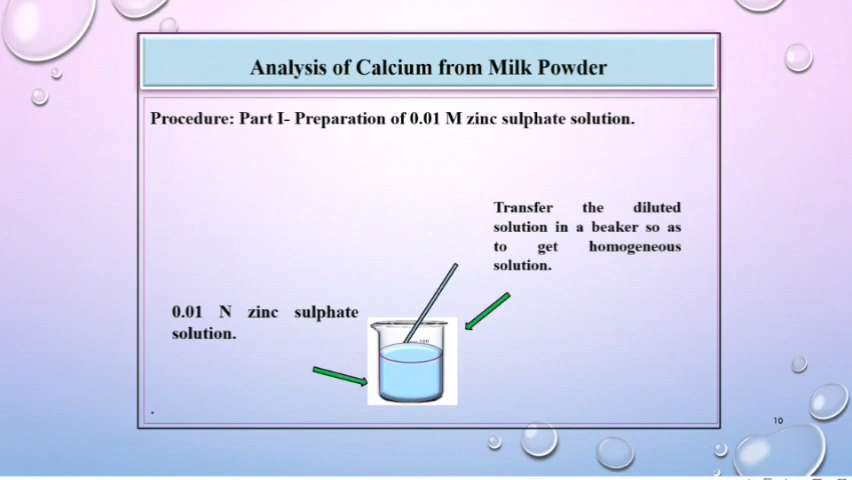 Analysis of Calcium from Milk Powder
Procedure: Part I- Preparation of 0.01 M zinc sulphate solution.
Transfer the diluted
solution in a beaker so as
to get homogeneous
solution.
0.01 N zinc sulphate
solution.
.
10